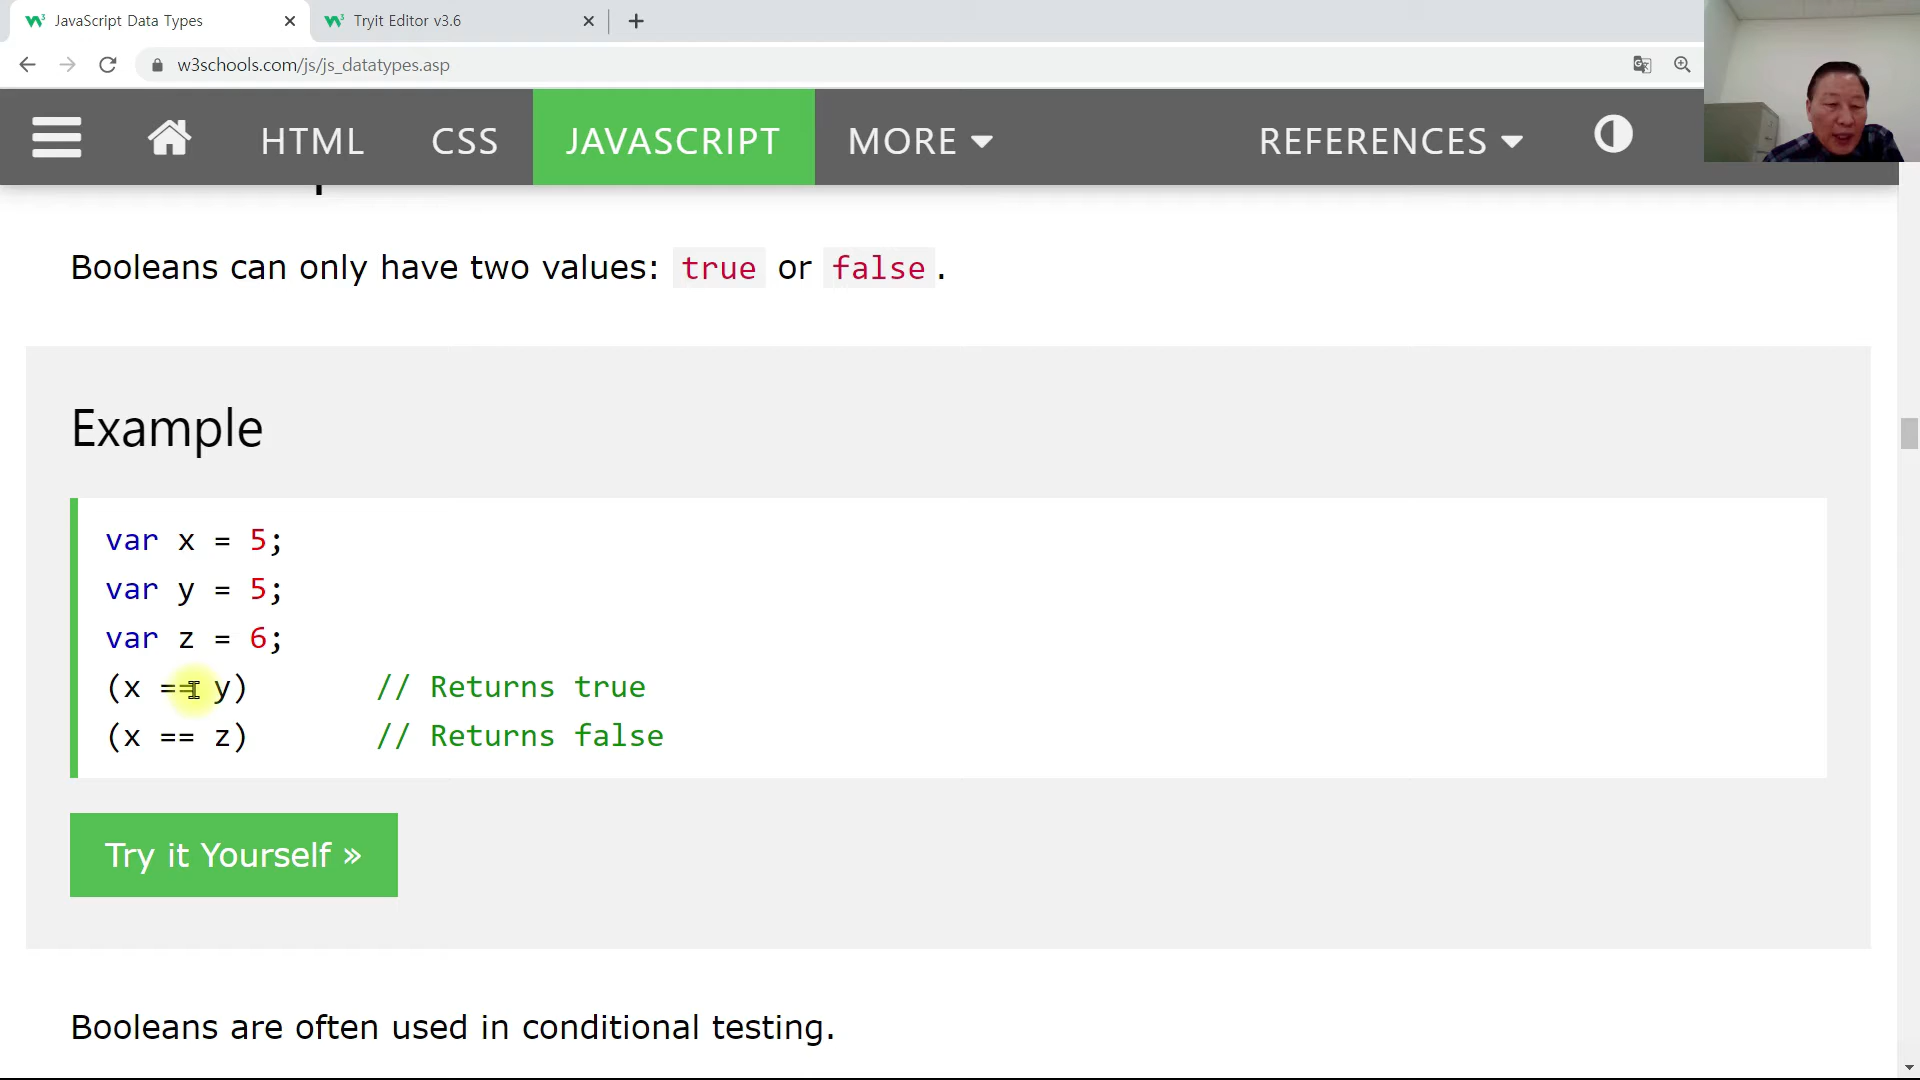 JavaScript Data Types
Tryit Editor v3.6
w3schools.com/js/js_datatypes.asp
HTML CSS JAVASCRIPT MORE REFERENCES
Booleans can only have two values: true or false.
Example
var x = 5;
var y = 5;
var z = 6;
(x == y) // Returns true
(x == z) // Returns false
Try it Yourself »
Booleans are often used in conditional testing.